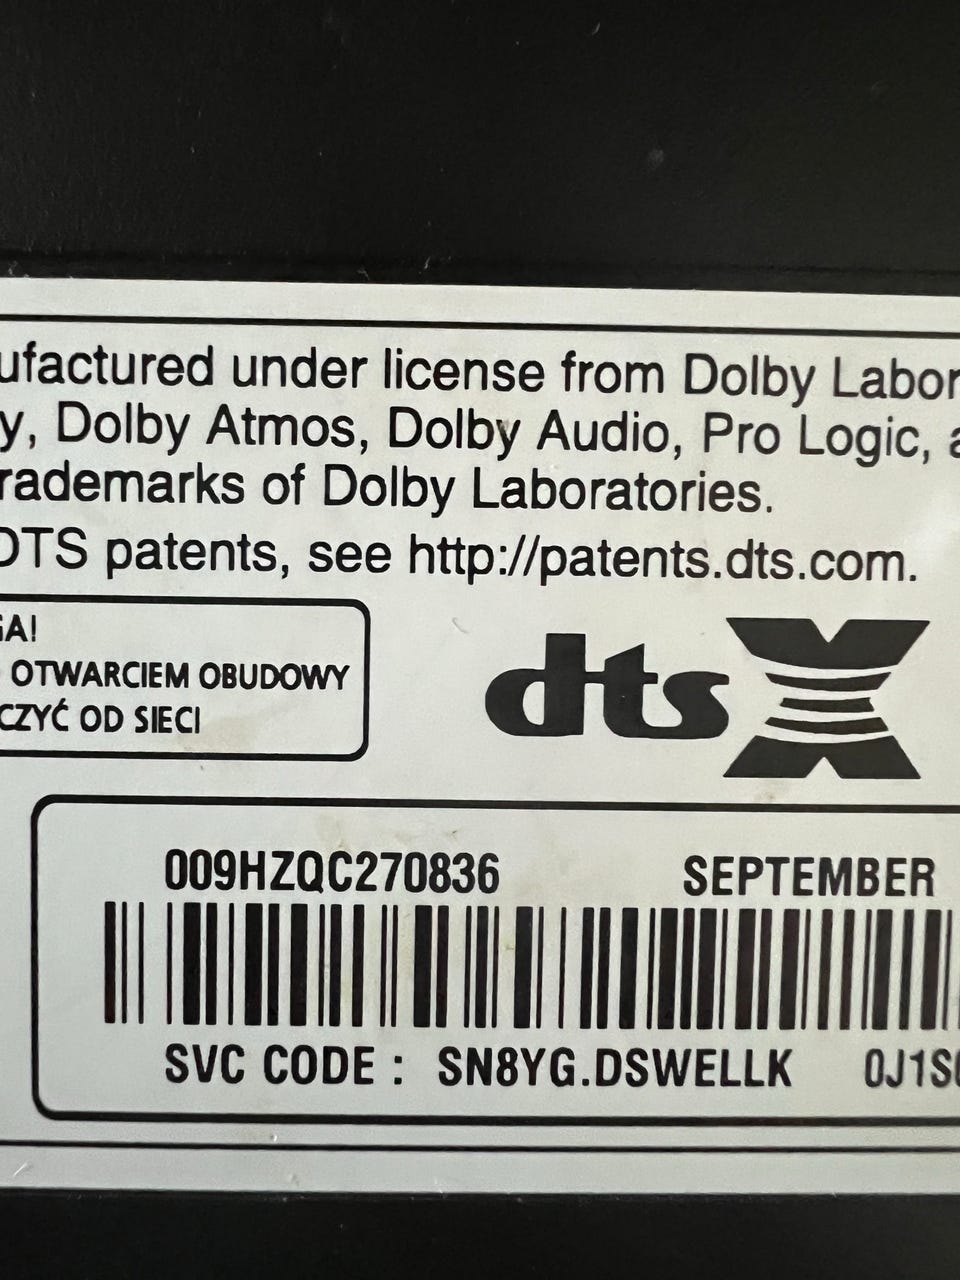 ufactured under license from Dolby Labor
y, Dolby Atmos, Dolby Audio, Pro Logic, a
rademarks of Dolby Laboratories.
DTS patents, see http://patents.dts.com.
GA!
OTWARCIEM OBUDOWY
CZYĆ OD SIECI
dts X
009HZQC270836 SEPTEMBER
SVC CODE : SN8YG.DSWELLK 0J1S